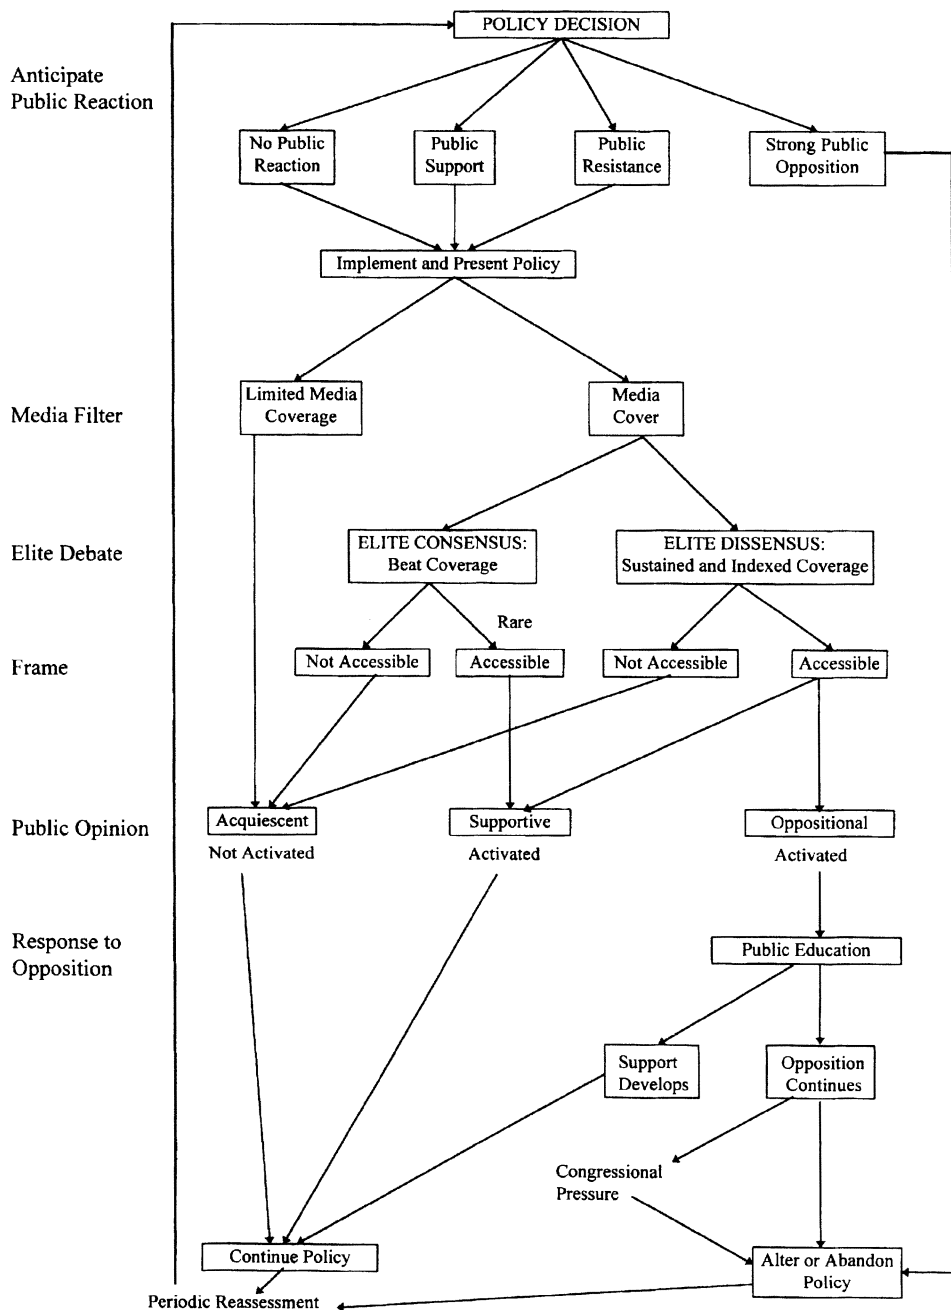 POLICY DECISION
Anticipate
Public Reaction
No Public
Reaction
Public
Support
Public
Resistance
Strong Public
Opposition
Implement and Present Policy
Media Filter
Limited Media
Coverage
Media
Cover
Elite Debate
ELITE CONSENSUS:
Beat Coverage
ELITE DISSENSUS:
Sustained and Indexed Coverage
Rare
Frame
Not Accessible
Accessible
Not Accessible
Accessible
Public Opinion
Acquiescent
Supportive
Oppositional
Not Activated
Activated
Activated
Response to
Opposition
Public Education
Support
Develops
Opposition
Continues
Congressional
Pressure
Continue Policy
Alter or Abandon
Policy
Periodic Reassessment